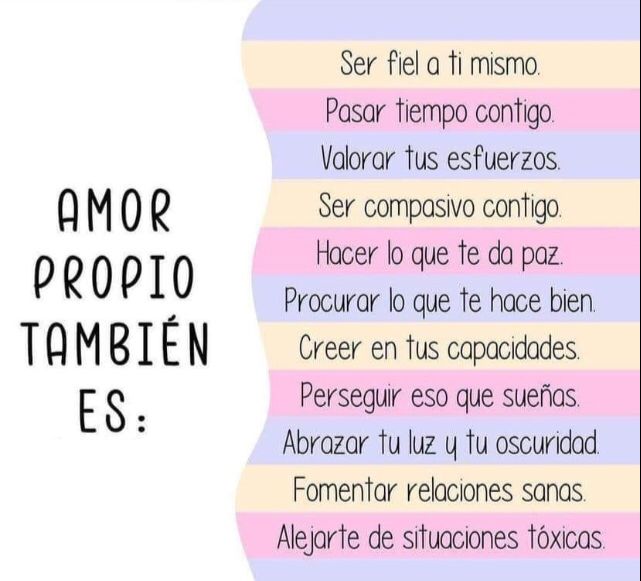 AMOR
PROPIO
TAMBIÉN
ES:
Ser fiel a ti mismo.
Pasar tiempo contigo.
Valorar tus esfuerzos.
Ser compasivo contigo.
Hacer lo que te da paz.
Procurar lo que te hace bien.
Creer en tus capacidades.
Perseguir eso que sueñas.
Abrazar tu luz y tu oscuridad.
Fomentar relaciones sanas.
Alejarte de situaciones tóxicas.